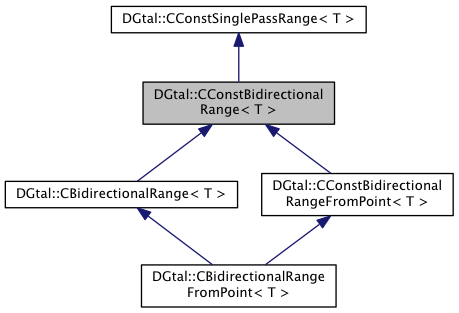 DGtal::CConstSinglePassRange< T >
DGtal::CConstBidirectional
Range< T >
DGtal::CBidirectionalRange< T >
DGtal::CConstBidirectional
RangeFromPoint< T >
DGtal::CBidirectionalRange
FromPoint< T >